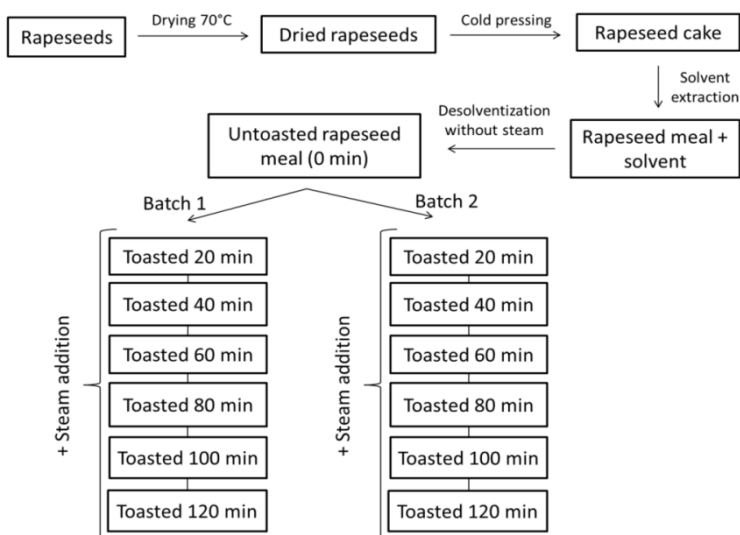 Drying 70°C
Cold pressing
Rapeseeds
Dried rapeseeds
Rapeseed cake
Solvent
extraction
Desolventization
without steam
Untoasted rapeseed
meal (0 min)
Rapeseed meal +
solvent
Batch 1
Batch 2
+ Steam addition
Toasted 20 min
Toasted 40 min
Toasted 60 min
Toasted 80 min
Toasted 100 min
Toasted 120 min
+ Steam addition
Toasted 20 min
Toasted 40 min
Toasted 60 min
Toasted 80 min
Toasted 100 min
Toasted 120 min